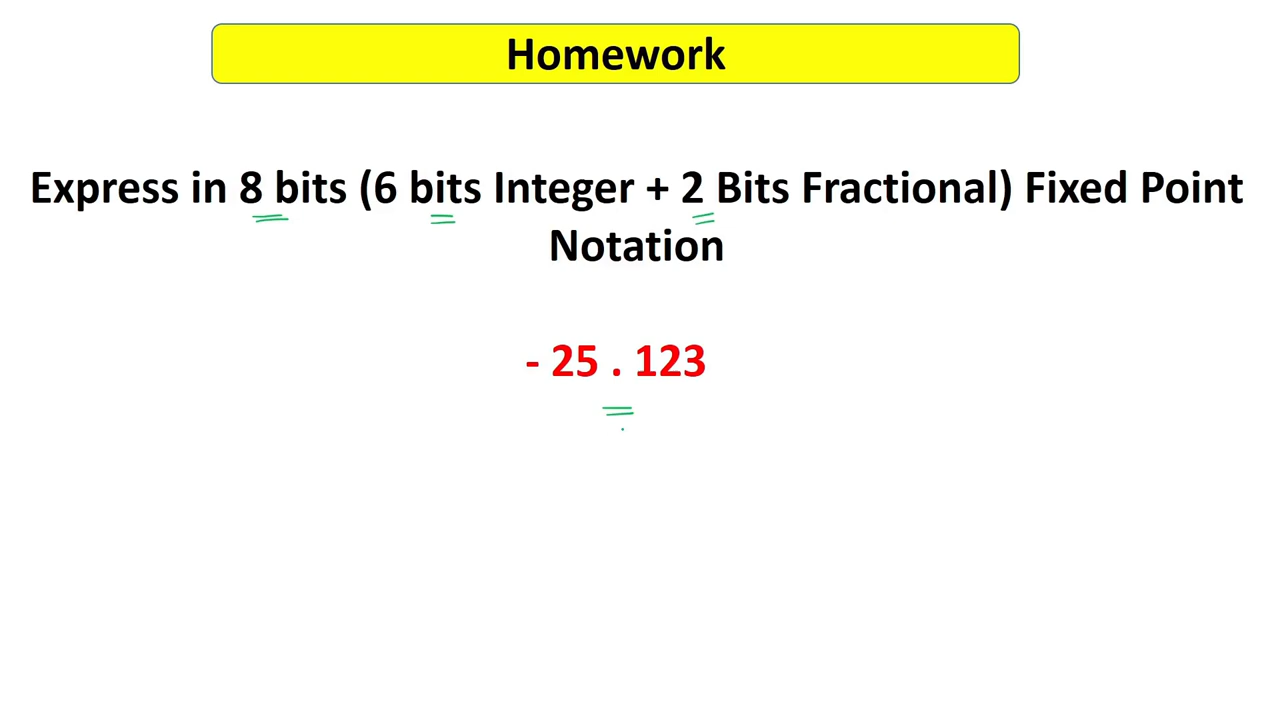 Homework
Express in 8 bits (6 bits Integer + 2 Bits Fractional) Fixed Point
Notation
- 25 . 123